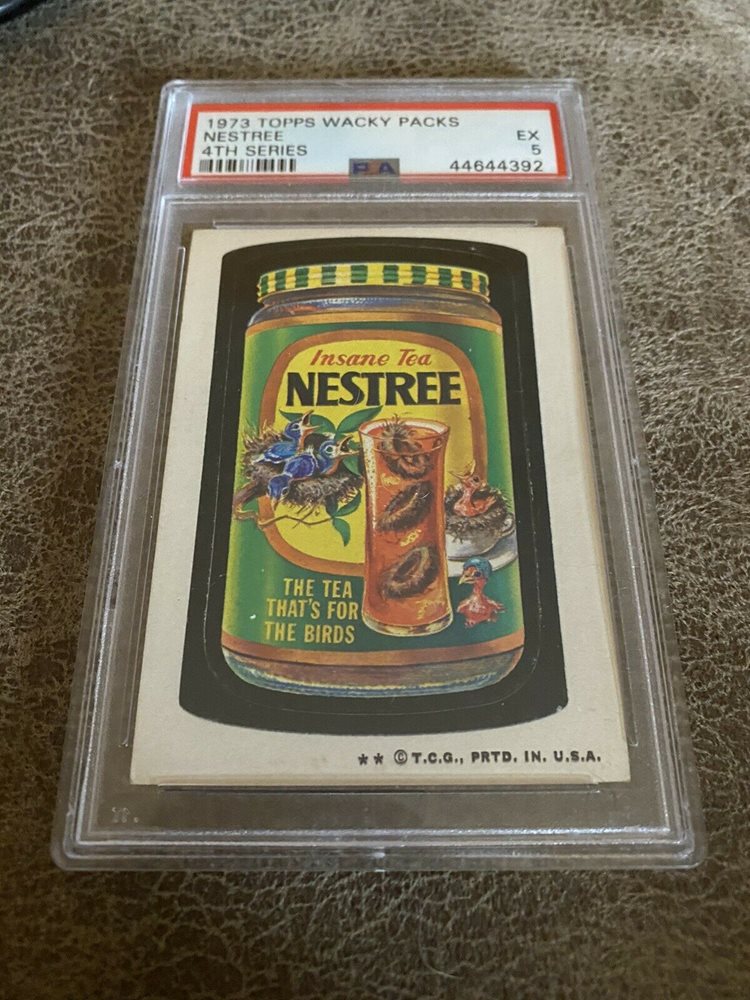 1973 TOPPS WACKY PACKS
NESTREE EX
4TH SERIES 5
PSA 44644392
Insane Tea
NESTREE
THE TEA
THAT'S FOR
THE BIRDS
** © T.C.G., PRTD. IN. U.S.A.